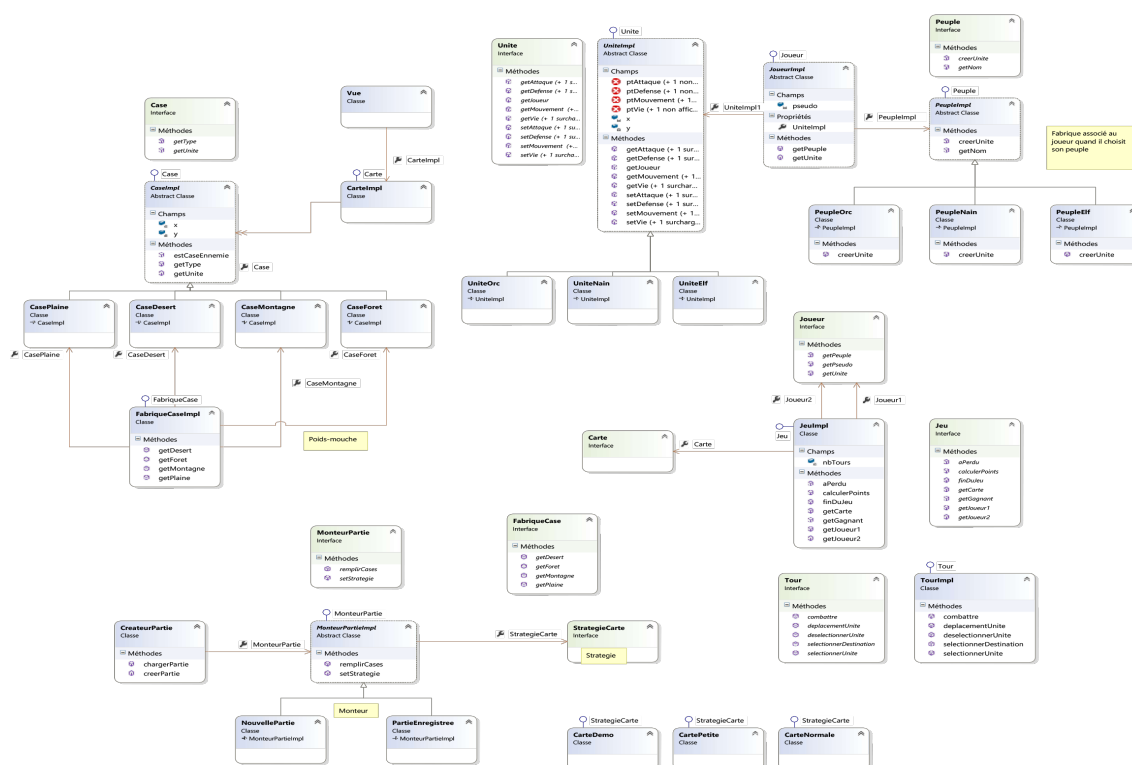 Case
Interface
Méthodes
getType
getUnite
Case
CaseImpl
Abstract Classe
Champs
x
y
Méthodes
estCaseEnnemie
getType
getUnite
Vue
Classe
CarteImpl
Carte
CarteImpl
Classe
Case
CasePlaine
Classe
CaseImpl
CaseDesert
Classe
CaseImpl
CaseMontagne
Classe
CaseImpl
CaseForet
Classe
CaseImpl
CasePlaine
CaseDesert
CaseMontagne
CaseForet
FabriqueCase
FabriqueCaseImpl
Classe
Méthodes
getDesert
getForet
getMontagne
getPlaine
Poids-mouche
Unite
Interface
Méthodes
getAttaque (+ 1 s...
getDefense (+ 1 s...
getJoueur
getMouvement (+...
getVie (+ 1 surcha...
setAttaque (+ 1 su...
setDefense (+ 1 su...
setMouvement (+...
setVie (+ 1 surcha...
Unite
UniteImpl
Abstract Classe
Champs
ptAttaque (+ 1 non...
ptDefense (+ 1 non...
ptMouvement (+ 1...
ptVie (+ 1 non affic...
x
y
Méthodes
getAttaque (+ 1 sur...
getDefense (+ 1 sur...
getJoueur
getMouvement (+ 1...
getVie (+ 1 surchar...
setAttaque (+ 1 sur...
setDefense (+ 1 sur...
setMouvement (+ 1...
setVie (+ 1 surcharg...
UniteOrc
Classe
UniteImpl
UniteNain
Classe
UniteImpl
UniteElf
Classe
UniteImpl
UniteImpl1
Joueur
JoueurImpl
Abstract Classe
Champs
pseudo
Propriétés
UniteImpl
Méthodes
getPeuple
getUnite
PeupleImpl
Peuple
Interface
Méthodes
creerUnite
getNom
Peuple
PeupleImpl
Abstract Classe
Méthodes
creerUnite
getNom
Fabrique associé au
joueur quand il choisit
son peuple
PeupleOrc
Classe
PeupleImpl
Méthodes
creerUnite
PeupleNain
Classe
PeupleImpl
Méthodes
creerUnite
PeupleElf
Classe
PeupleImpl
Méthodes
creerUnite
Joueur
Interface
Méthodes
getPeuple
getPseudo
getUnite
Joueur2
Joueur1
Carte
Interface
Carte
Jeu
JeuImpl
Classe
Champs
nbTours
Méthodes
aPerdu
calculerPoints
finDuJeu
getCarte
getGagnant
getJoueur1
getJoueur2
Jeu
Interface
Méthodes
aPerdu
calculerPoints
finDuJeu
getCarte
getGagnant
getJoueur1
getJoueur2
MonteurPartie
Interface
Méthodes
remplirCases
setStrategie
FabriqueCase
Interface
Méthodes
getDesert
getForet
getMontagne
getPlaine
Tour
Interface
Méthodes
combattre
deplacementUnite
deselectionnerUnite
selectionnerDestination
selectionnerUnite
Tour
TourImpl
Classe
Méthodes
combattre
deplacementUnite
deselectionnerUnite
selectionnerDestination
selectionnerUnite
CreateurPartie
Classe
Méthodes
chargerPartie
creerPartie
MonteurPartie
MonteurPartie
MonteurPartieImpl
Abstract Classe
Méthodes
remplirCases
setStrategie
StrategieCarte
StrategieCarte
Interface
Strategie
Monteur
NouvellePartie
Classe
MonteurPartieImpl
PartieEnregistree
Classe
MonteurPartieImpl
StrategieCarte
CarteDemo
Classe
StrategieCarte
CartePetite
Classe
StrategieCarte
CarteNormale
Classe